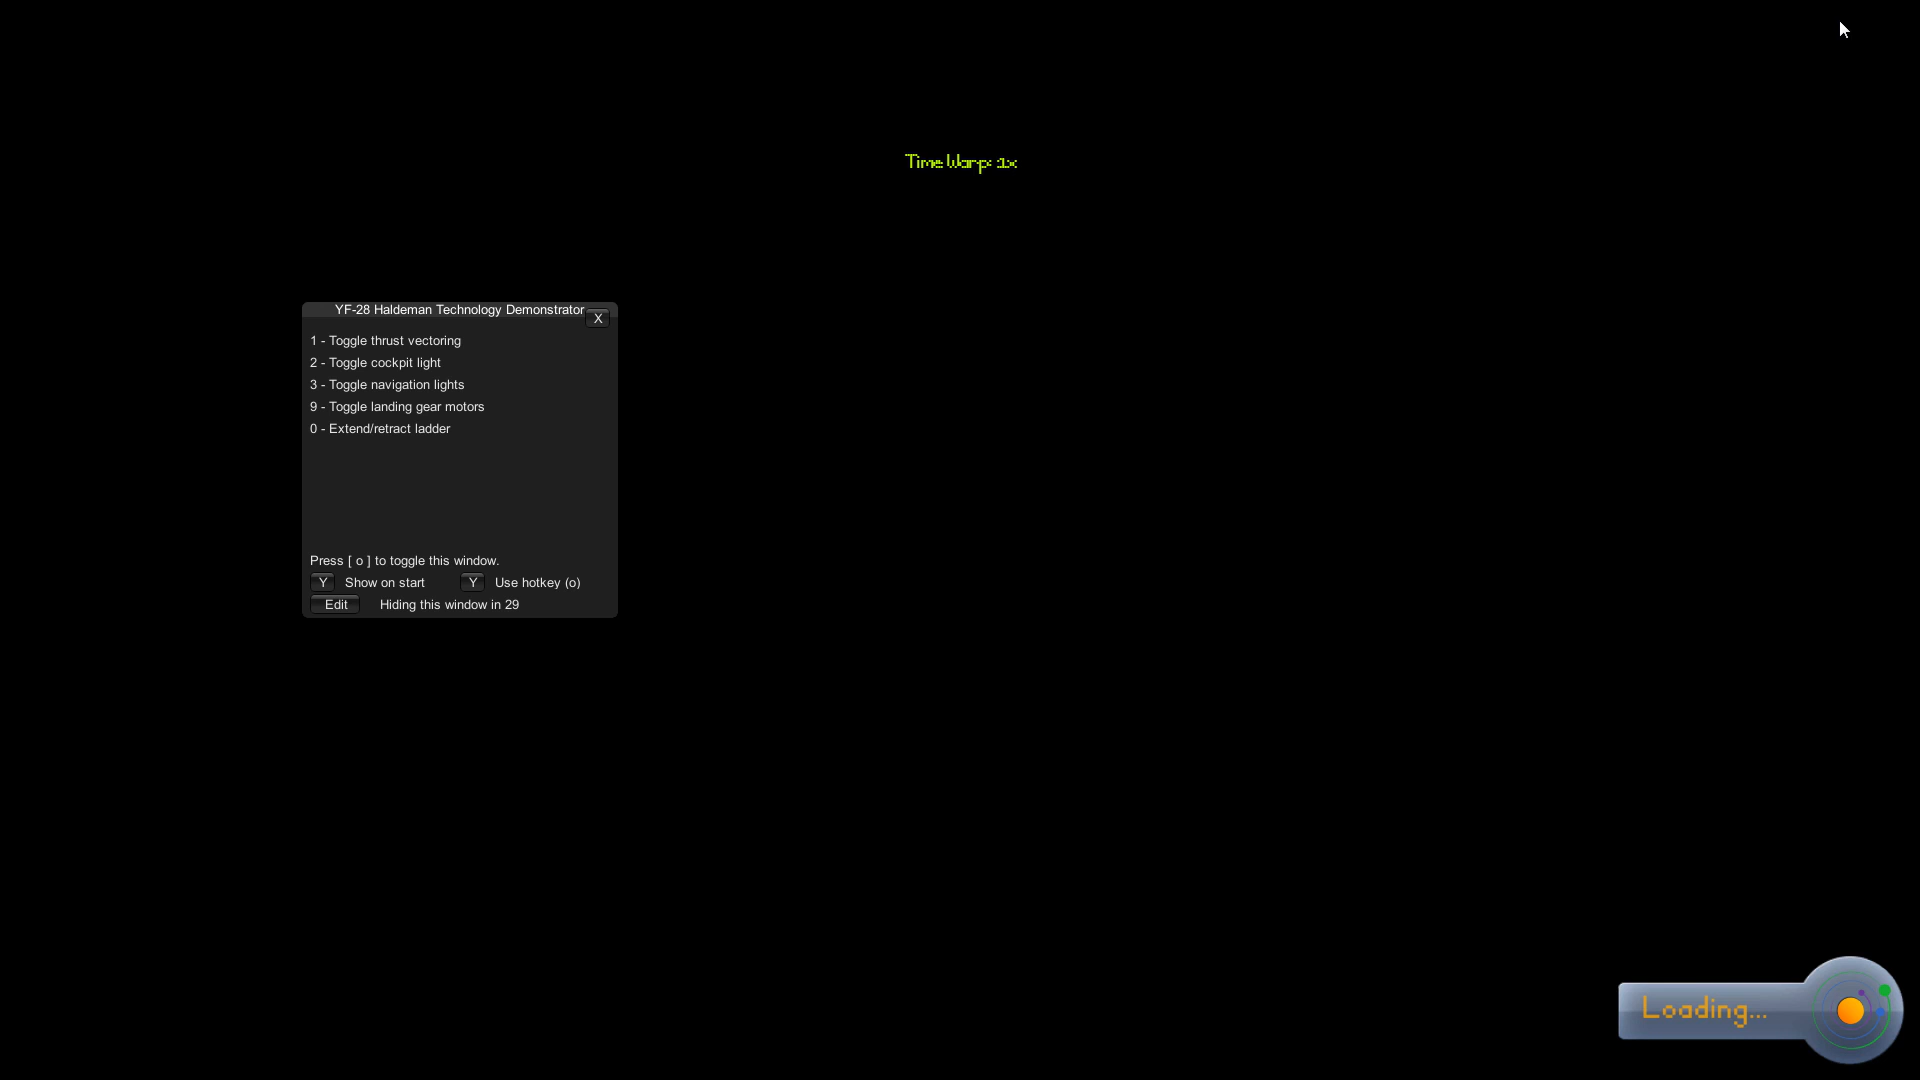 Time Warp: 1x
YF-28 Haldeman Technology Demonstrator
X
1 - Toggle thrust vectoring
2 - Toggle cockpit light
3 - Toggle navigation lights
9 - Toggle landing gear motors
0 - Extend/retract ladder
Press [ o ] to toggle this window.
Y Show on start Y Use hotkey (o)
Edit Hiding this window in 29
Loading...